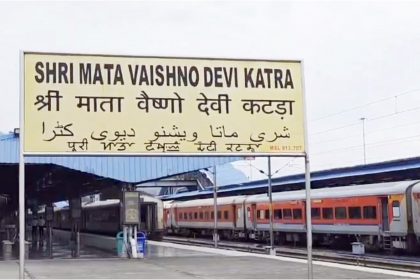 SHRI MATA VAISHNO DEVI KATRA
श्री माता वैष्णो देवी कटड़ा
شری ماتا ویشنو دیوی کٹرا